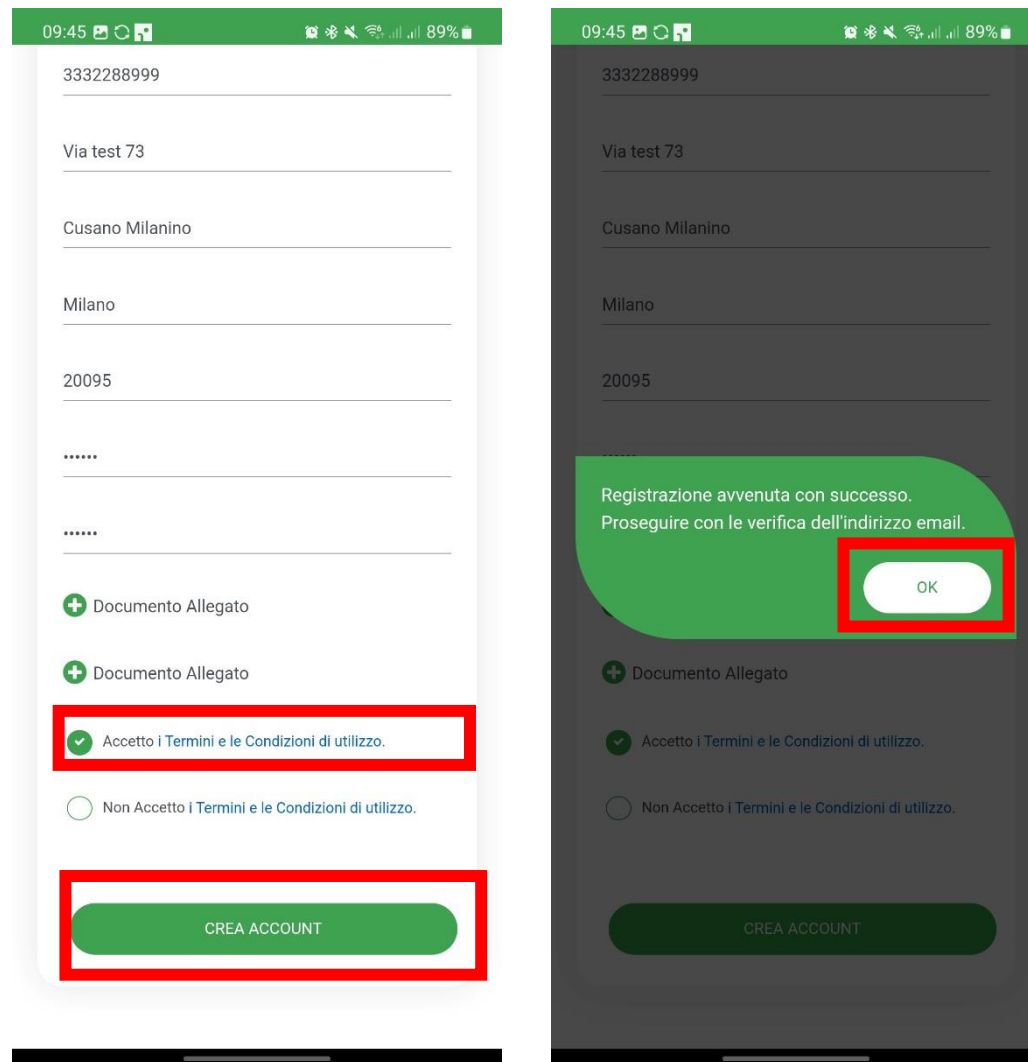 09:45
89%
3332288999
Via test 73
Cusano Milanino
Milano
20095
••••••
••••••
Documento Allegato
Documento Allegato
Accetto i Termini e le Condizioni di utilizzo.
Non Accetto i Termini e le Condizioni di utilizzo.
CREA ACCOUNT
09:45
89%
3332288999
Via test 73
Cusano Milanino
Milano
20095
Registrazione avvenuta con successo.
Proseguire con le verifica dell'indirizzo email.
OK
Documento Allegato
Accetto i Termini e le Condizioni di utilizzo.
Non Accetto i Termini e le Condizioni di utilizzo.
CREA ACCOUNT